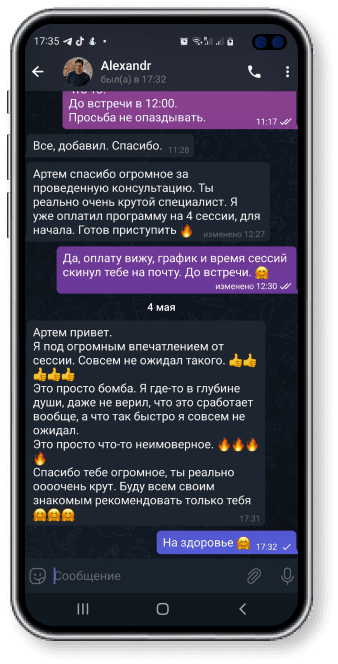 17:35
Alexandr
был(а) в 17:32
До встречи в 12:00.
Просьба не опаздывать.
11:17
Все, добавил. Спасибо. 11:28
Артем спасибо огромное за
проведенную консультацию. Ты
реально очень крутой специалист. Я
уже оплатил программу на 4 сессии, для
начала. Готов приступить 🔥 изменено 12:27
Да, оплату вижу, график и время сессий
скинул тебе на почту. До встречи. 🤗
изменено 12:30
4 мая
Артем привет.
Я под огромным впечатлением от
сессии. Совсем не ожидал такого. 👍👍
👍👍👍
Это просто бомба. Я где-то в глубине
души, даже не верил, что это сработает
вообще, а что так быстро я совсем не
ожидал.
Это просто что-то неимоверное. 🔥🔥🔥
🔥
Спасибо тебе огромное, ты реально
оооочень крут. Буду всем своим
знакомым рекомендовать только тебя
🤗🤗🤗 17:31
На здоровье 🤗 17:32
Сообщение